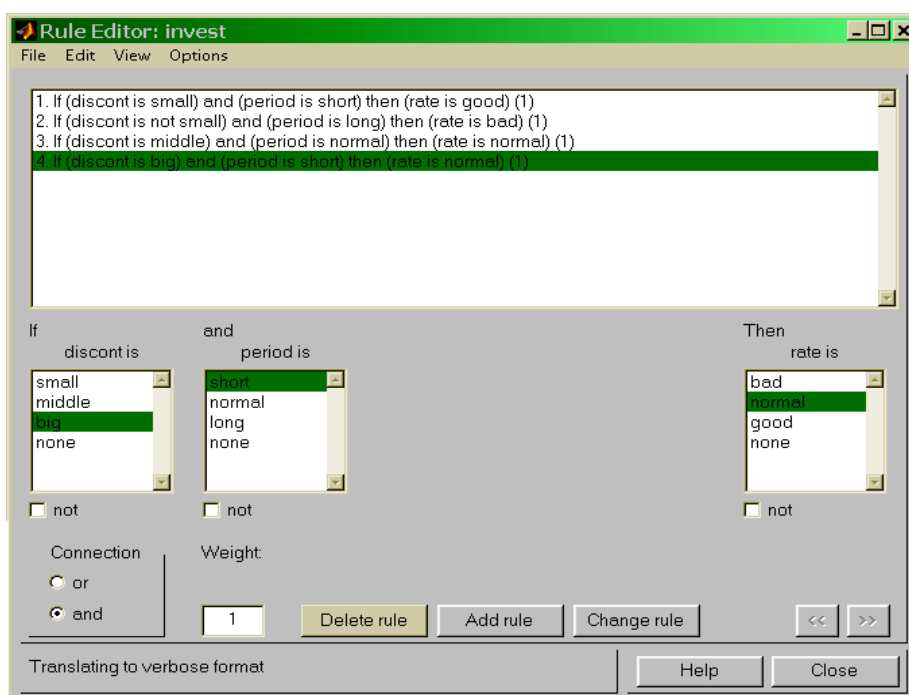 Rule Editor: invest
File Edit View Options
1. If (discont is small) and (period is short) then (rate is good) (1)
2. If (discont is not small) and (period is long) then (rate is bad) (1)
3. If (discont is middle) and (period is normal) then (rate is normal) (1)
4. If (discont is big) and (period is short) then (rate is normal) (1)
If and Then
discont is period is rate is
small short bad
middle normal normal
big long good
none none none
not not not
Connection Weight:
or
and 1 Delete rule Add rule Change rule << >>
Translating to verbose format Help Close